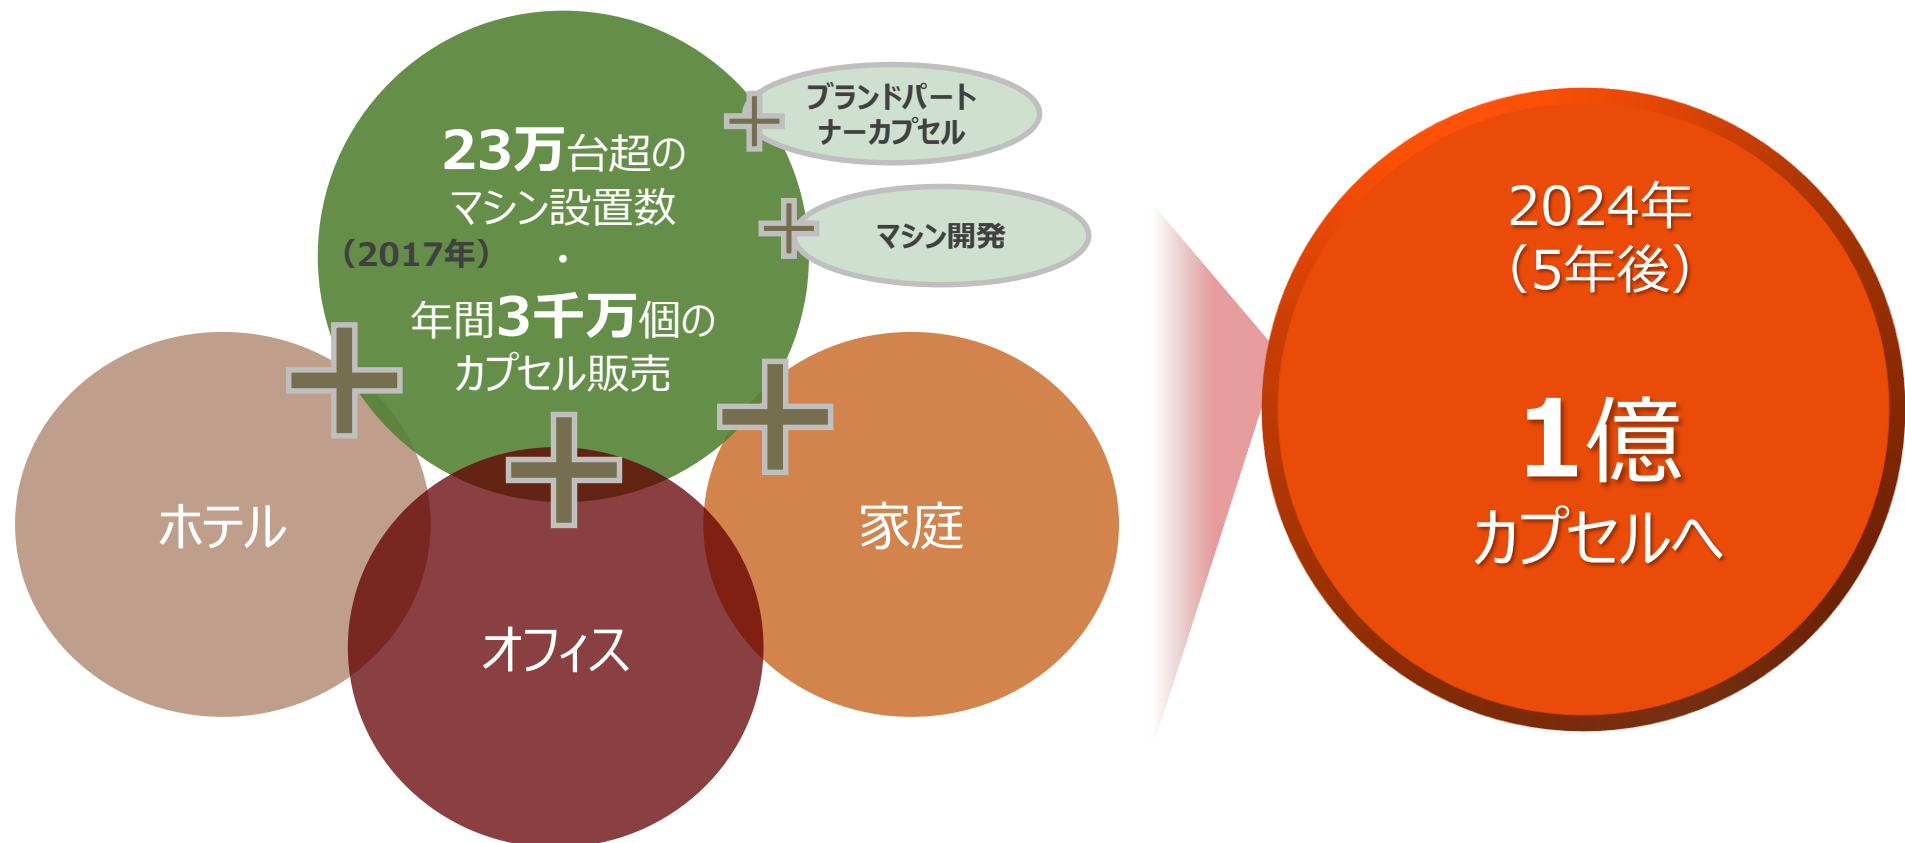 23万台超の
マシン設置数
（2017年）
・
年間3千万個の
カプセル販売
ブランドパート
ナーカプセル
マシン開発
ホテル
オフィス
家庭
2024年
（5年後）
1億
カプセルへ